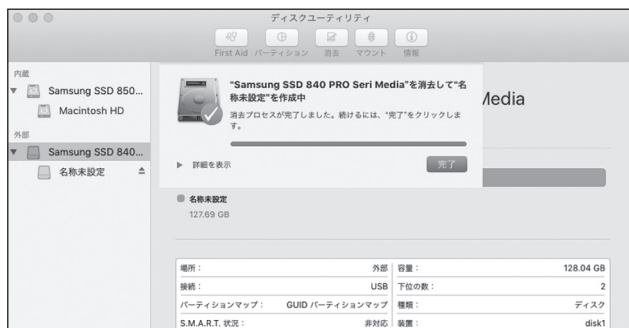 ディスクユーティリティ
First Aid パーティション 消去 マウント 情報
内蔵
Samsung SSD 850...
Macintosh HD
外部
Samsung SSD 840...
名称未設定
"Samsung SSD 840 PRO Seri Media"を消去して"名
称未設定"を作成中
消去プロセスが完了しました。続けるには、"完了"をクリックしま
す。
詳細を表示
完了
Media
名称未設定
127.69 GB
場所： 外部 容量： 128.04 GB
接続： USB 下位の数： 2
パーティションマップ： GUID パーティションマップ 種類： ディスク
S.M.A.R.T. 状況： 非対応 装置： disk1